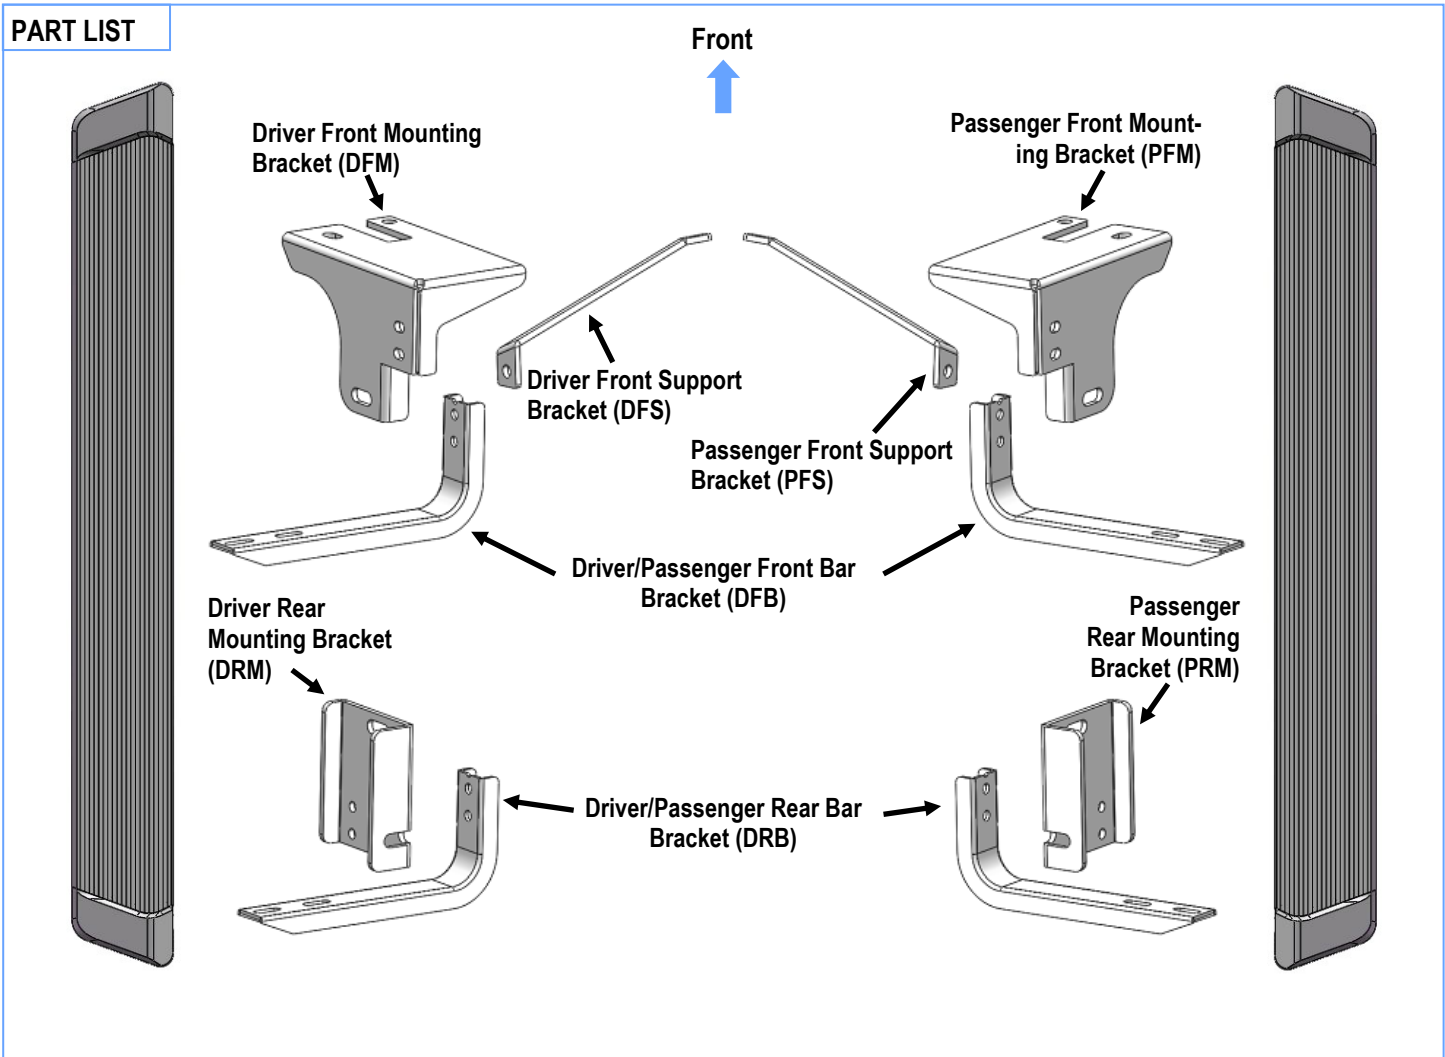 PART LIST
Front
Driver Front Mounting
Bracket (DFM)
Passenger Front Mount-
ing Bracket (PFM)
Driver Front Support
Bracket (DFS)
Passenger Front Support
Bracket (PFS)
Driver/Passenger Front Bar
Bracket (DFB)
Driver Rear
Mounting Bracket
(DRM)
Passenger
Rear Mounting
Bracket (PRM)
Driver/Passenger Rear Bar
Bracket (DRB)